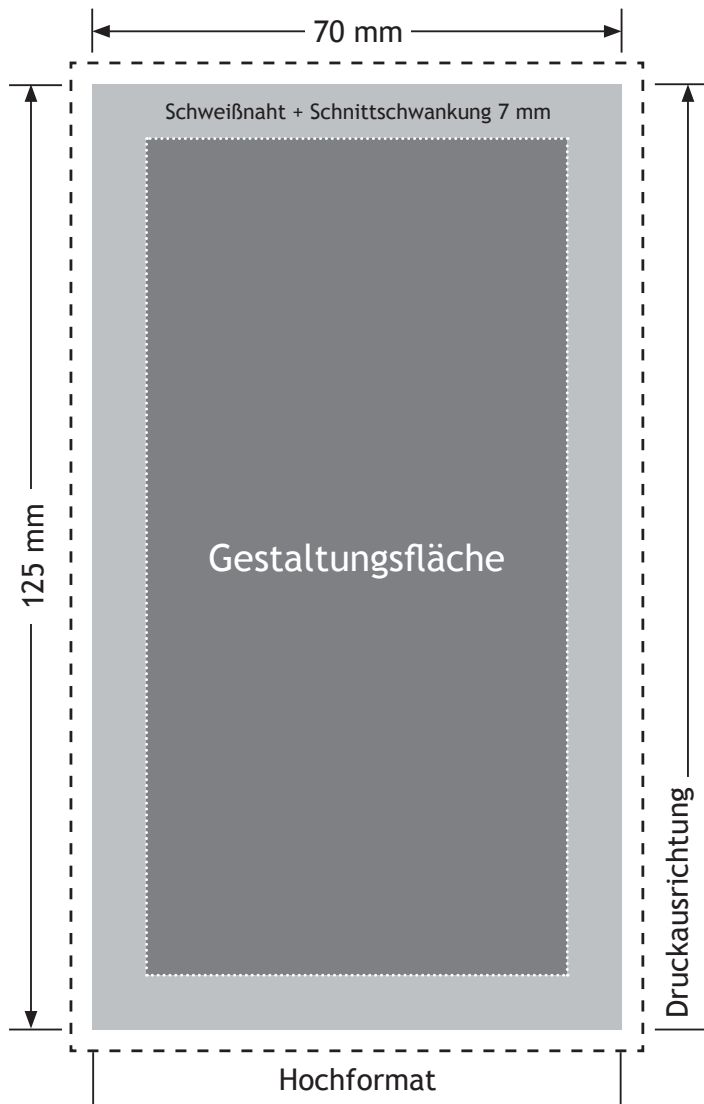 70 mm
Schweißnaht + Schnittschwankung 7 mm
125 mm
Gestaltungsfläche
Druckausrichtung
Hochformat